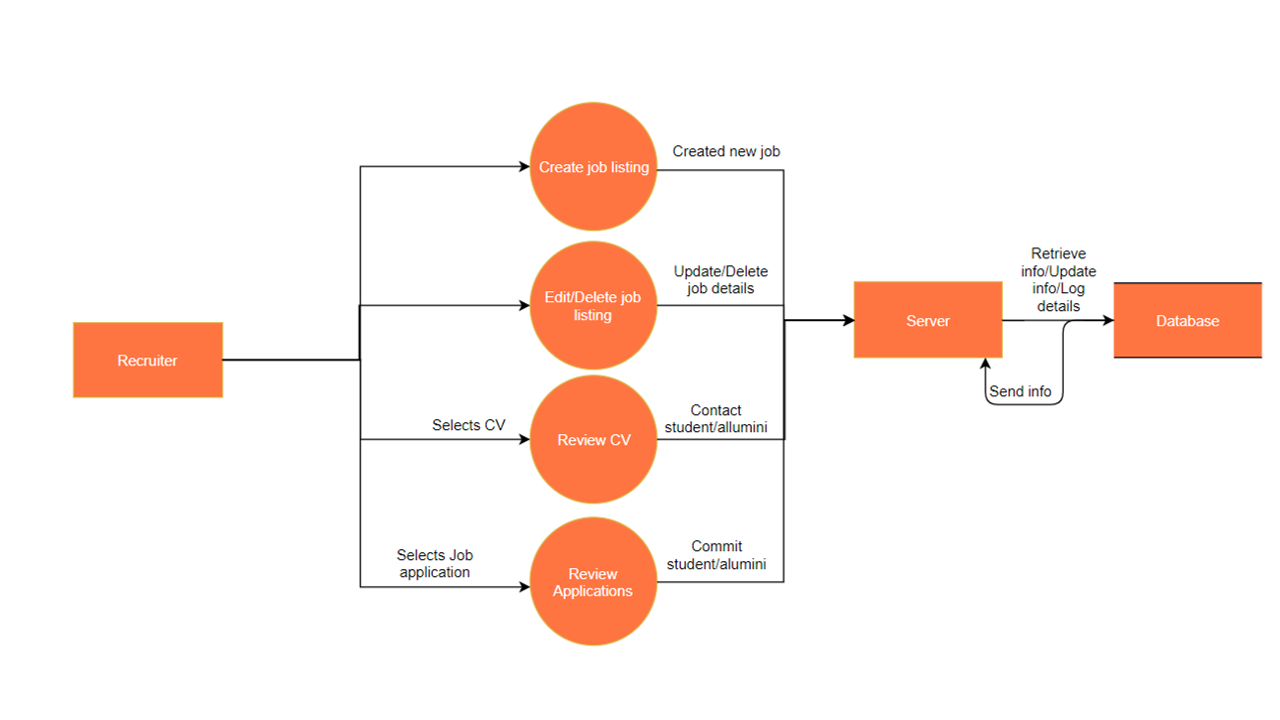 Create job listing
Created new job
Edit/Delete job
listing
Update/Delete
job details
Retrieve
info/Update
info/Log
details
Recruiter
Server
Database
Send info
Selects CV
Review CV
Contact
student/allumini
Selects Job
application
Review
Applications
Commit
student/alumini